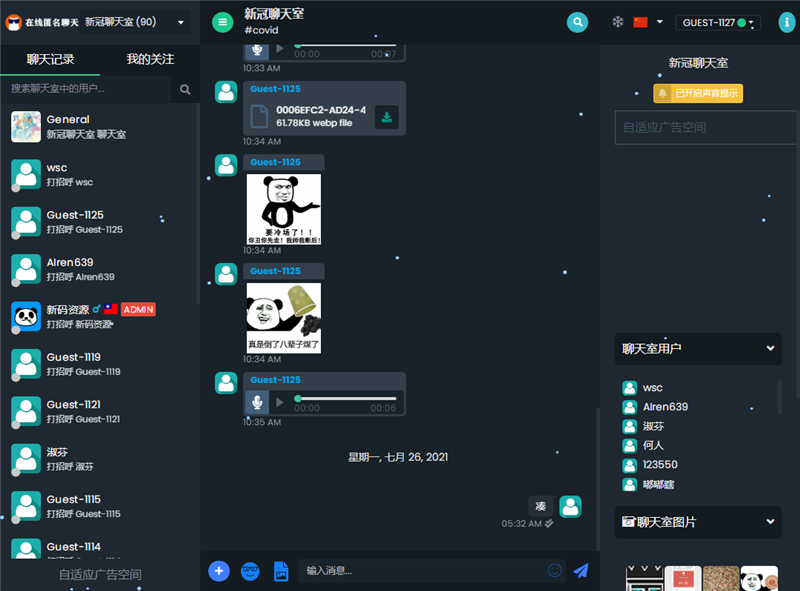 在线匿名聊天
新冠聊天室 (90)
聊天记录
我的关注
搜索聊天室中的用户...
General
新冠聊天室 聊天室
wsc
打招呼 wsc
Guest-1125
打招呼 Guest-1125
Alren639
打招呼 Alren639
新码资源 ADMIN
打招呼 新码资源
Guest-1119
打招呼 Guest-1119
Guest-1121
打招呼 Guest-1121
淑芬
打招呼 淑芬
Guest-1115
打招呼 Guest-1115
Guest-1114
自适应广告空间
新冠聊天室
#covid
00:00 00:07
10:33 AM
Guest-1125
0006EFC2-AD24-4
61.78KB webp file
10:34 AM
Guest-1125
要冷场了!!
你丑你先走!我帅我断后!
10:34 AM
Guest-1125
真是倒了八辈子煤了
10:34 AM
Guest-1125
00:00 00:06
10:35 AM
星期一, 七月 26, 2021
凑
05:32 AM
输入消息...
GUEST-1127
新冠聊天室
已开启声音提示
自适应广告空间
聊天室用户
wsc
Alren639
淑芬
何人
123550
嘟嘟瞎
聊天室图片